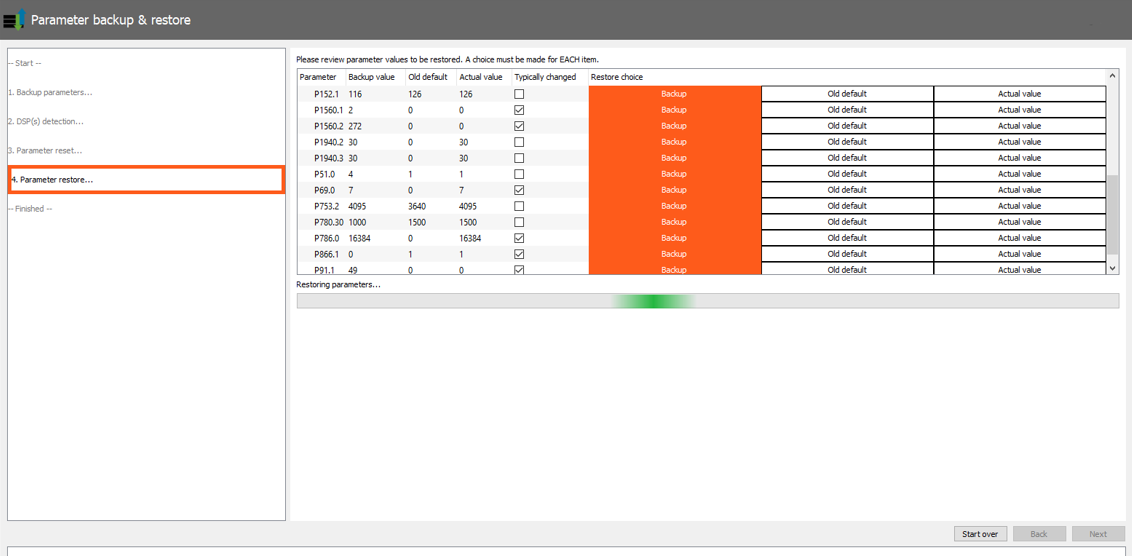 Parameter backup & restore
-- Start --
1. Backup parameters...
2. DSP(s) detection...
3. Parameter reset...
4. Parameter restore...
-- Finished --
Please review parameter values to be restored. A choice must be made for EACH item.
Parameter Backup value Old default Actual value Typically changed Restore choice
P152.1 116 126 126 Backup Old default Actual value
P1560.1 2 0 0 Backup Old default Actual value
P1560.2 272 0 0 Backup Old default Actual value
P1940.2 30 0 30 Backup Old default Actual value
P1940.3 30 0 30 Backup Old default Actual value
P51.0 4 1 1 Backup Old default Actual value
P69.0 7 0 7 Backup Old default Actual value
P753.2 4095 3640 4095 Backup Old default Actual value
P780.30 1000 1500 1500 Backup Old default Actual value
P786.0 16384 0 16384 Backup Old default Actual value
P866.1 0 1 1 Backup Old default Actual value
P91.1 49 0 0 Backup Old default Actual value
Restoring parameters...
Start over Back Next